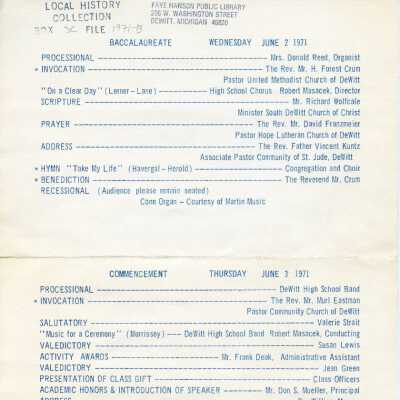 LOCAL HISTORY
COLLECTION
BOX SC FILE 1971-B
FAYE HANSON PUBLIC LIBRARY
206 W. WASHINGTON STREET
DEWITT, MICHIGAN 48820
BACCALAUREATE WEDNESDAY JUNE 2 1971
PROCESSIONAL Mrs. Donald Reed, Organist
* INVOCATION The Rev. Mr. H. Forest Crum
Pastor United Methodist Church of DeWitt
"On a Clear Day" (Lerner - Lane) High School Chorus Robert Masacek, Director
SCRIPTURE Mr. Richard Wolfcale
Minister South DeWitt Church of Christ
PRAYER The Rev. Mr. David Franzmeier
Pastor Hope Lutheran Church of DeWitt
ADDRESS The Rev. Father Vincent Kuntz
Associate Pastor Community of St. Jude, DeWitt
* HYMN "Take My Life" (Havergal - Herold) Congregation and Choir
* BENEDICTION The Reverend Mr. Crum
RECESSIONAL (Audience please remain seated)
Conn Organ - Courtesy of Martin Music
COMMENCEMENT THURSDAY JUNE 3 1971
PROCESSIONAL DeWitt High School Band
* INVOCATION The Rev. Mr. Murl Eastman
Pastor Community Church of DeWitt
SALUTATORY Valerie Strait
"Music for a Ceremony" (Morrissey) DeWitt High School Band Robert Masacek, Conducting
VALEDICTORY Susan Lewis
ACTIVITY AWARDS Mr. Frank Deak, Administrative Assistant
VALEDICTORY Jean Green
PRESENTATION OF CLASS GIFT Class Officers
ACADEMIC HONORS & INTRODUCTION OF SPEAKER Mr. Don S. Mueller, Principal
ADDRESS